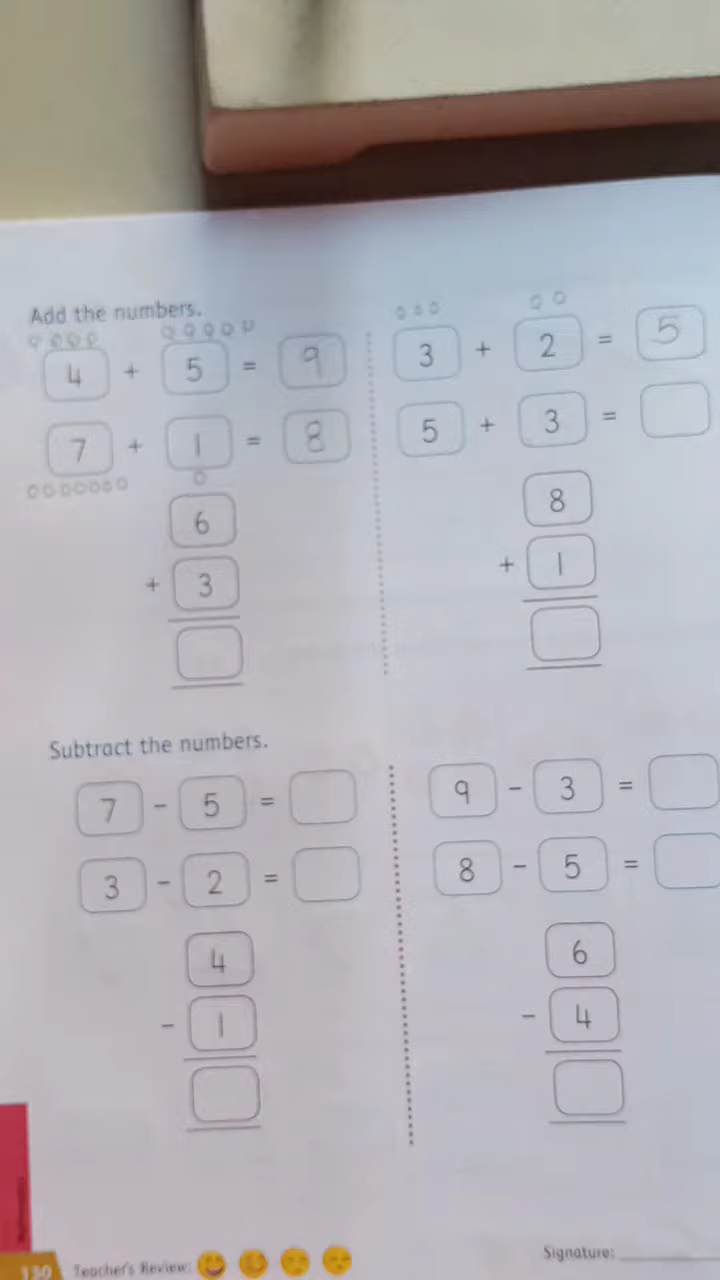 Add the numbers.
4 + 5 = 9
7 + 1 = 8
6
+ 3
3 + 2 = 5
5 + 3 =
8
+ 1
Subtract the numbers.
7 - 5 =
3 - 2 =
4
- 1
9 - 3 =
8 - 5 =
6
- 4
130 Teacher's Review:
Signature: